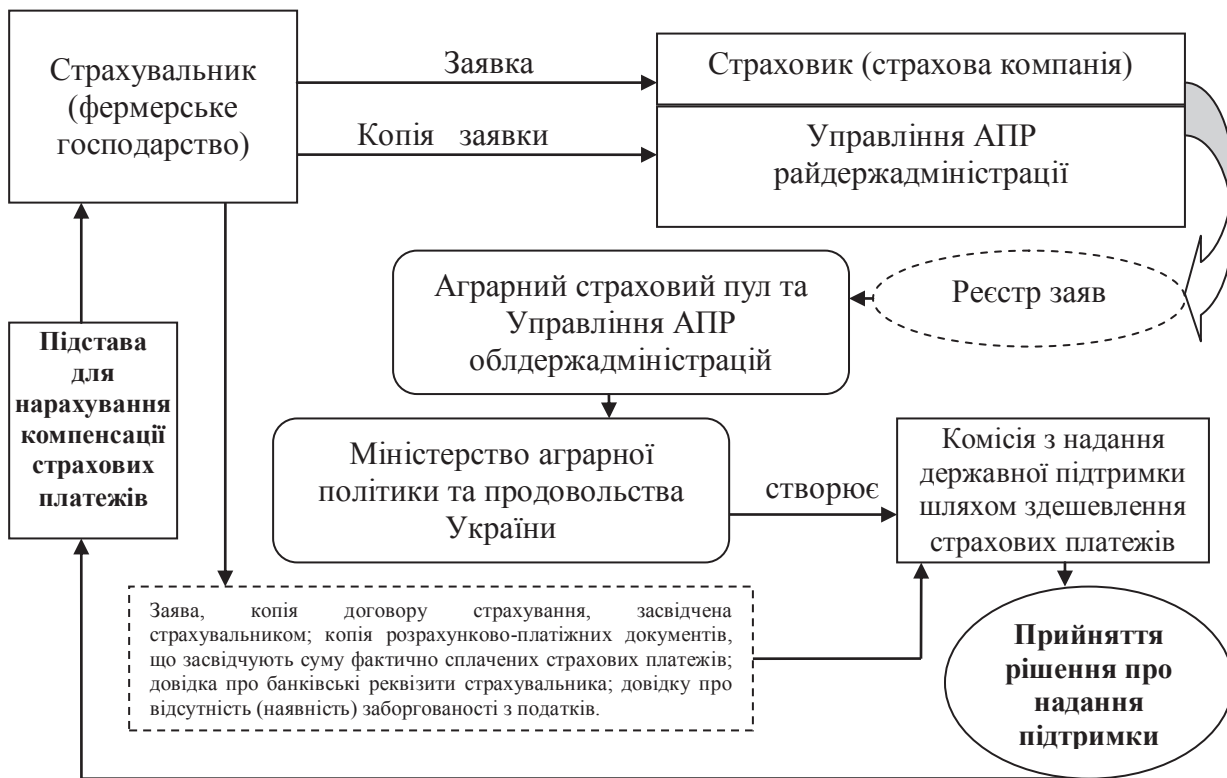 Страхувальник
(фермерське
господарство)
Заявка
Копія заявки
Страховик (страхова компанія)
Управління АПР
райдержадміністрації
Реєстр заяв
Аграрний страховий пул та
Управління АПР
облдержадміністрацій
Підстава
для
нарахування
компенсації
страхових
платежів
Міністерство аграрної
політики та продовольства
України
створює
Комісія з надання
державної підтримки
шляхом здешевлення
страхових платежів
Заява, копія договору страхування, засвідчена
страхувальником; копія розрахунково-платіжних документів,
що засвідчують суму фактично сплачених страхових платежів;
довідка про банківські реквізити страхувальника; довідку про
відсутність (наявність) заборгованості з податків.
Прийняття
рішення про
надання
підтримки